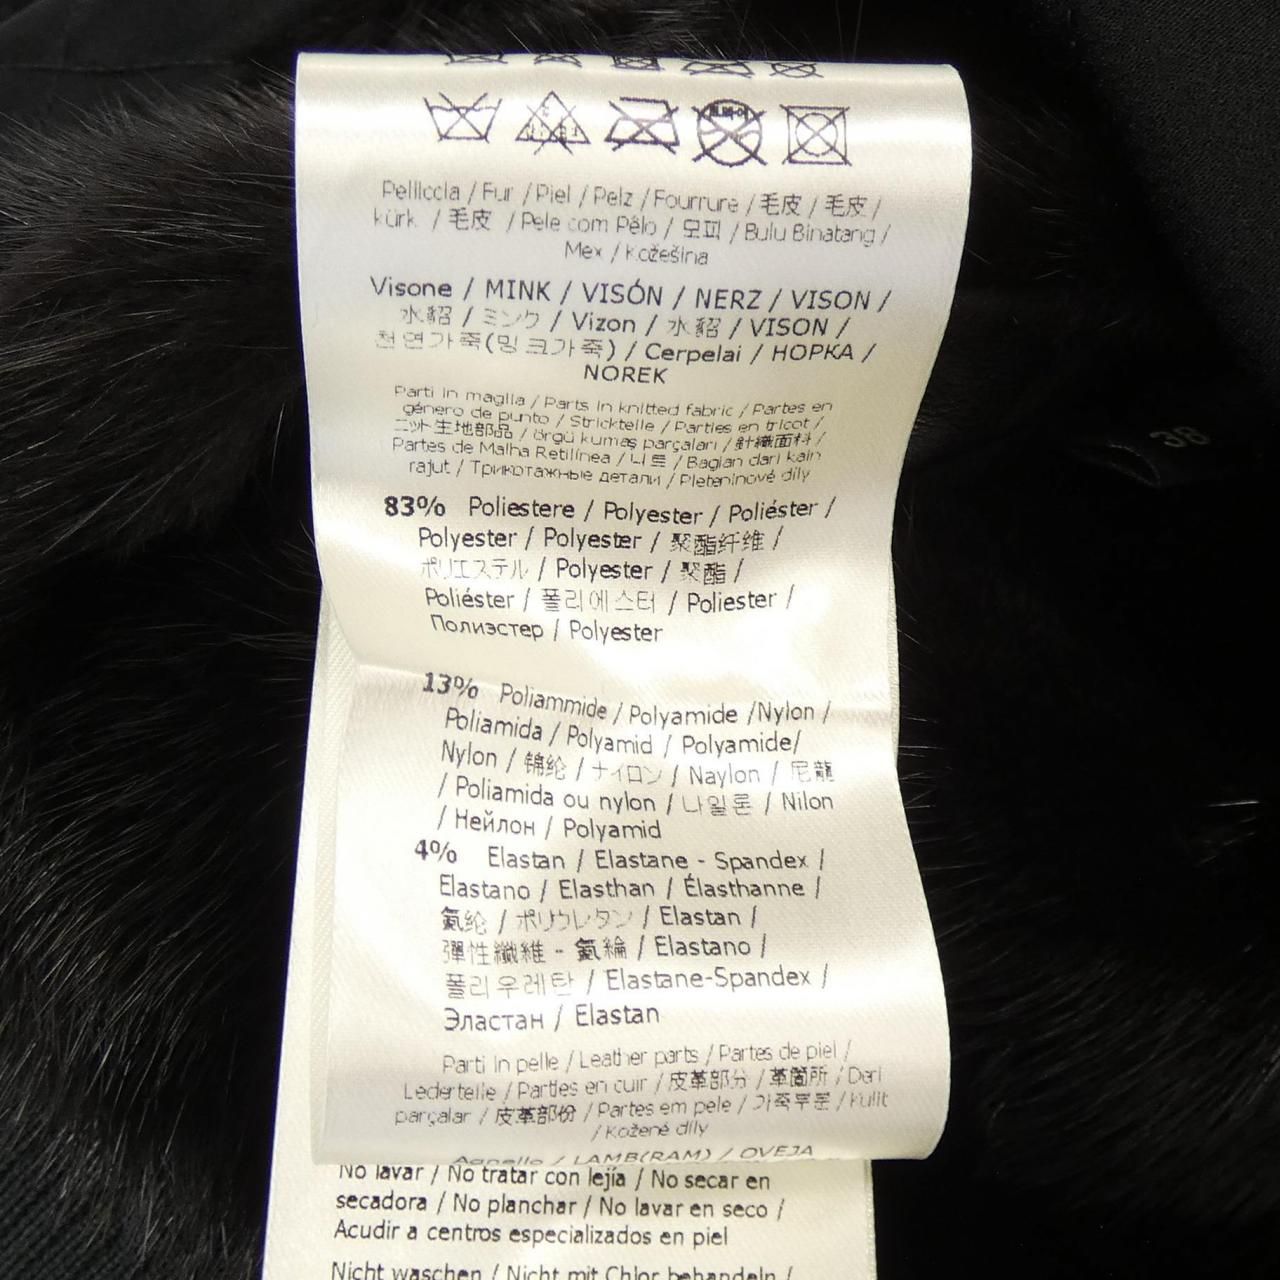 Pelliccia / Fur / Piel / Pelz / Fourrure / 毛皮 / 毛皮 /
kürk / 毛皮 / Pele com Pêlo / 모피 / Bulu Binatang /
Mex / Kožešina
Visone / MINK / VISÓN / NERZ / VISON /
水貂 / ミンク / Vizon / 水貂 / VISON /
천연가죽(밍크가죽) / Cerpelai / НОРКА /
NOREK
Parti in maglia / Parts in knitted fabric / Partes en
género de punto / Strickteile / Parties en tricot /
ニット生地部品 / örgü kumaş parçaları / 針織面料 /
Partes de Malha Retilínea / 니트 / Bagian dari kain
rajut / Трикотажные детали / Pleteninové díly
83% Poliestere / Polyester / Poliéster /
Polyester / Polyester / 聚酯纤维 /
ポリエステル / Polyester / 聚酯 /
Poliéster / 폴리에스터 / Poliester /
Полиэстер / Polyester
13% Poliammide / Polyamide /Nylon /
Poliamida / Polyamid / Polyamide/
Nylon / 锦纶 / ナイロン / Naylon / 尼龍
/ Poliamida ou nylon / 나일론 / Nilon
/ Нейлон / Polyamid
4% Elastan / Elastane - Spandex /
Elastano / Elasthan / Élasthanne /
氨纶 / ポリウレタン / Elastan /
彈性纖維 - 氨綸 / Elastano /
폴리우레탄 / Elastane-Spandex /
Эластан / Elastan
Parti in pelle / Leather parts / Partes de piel /
Lederteile / Parties en cuir / 皮革部分 / 革箇所 / Deri
parçalar / 皮革部份 / Partes em pele / 가죽부분 / Kulit
/ Kožené díly
Agnello / LAMB(RAM) / OVEJA
No lavar / No tratar con lejía / No secar en
secadora / No planchar / No lavar en seco /
Acudir a centros especializados en piel
Nicht waschen / Nicht mit Chlor behandeln /
38